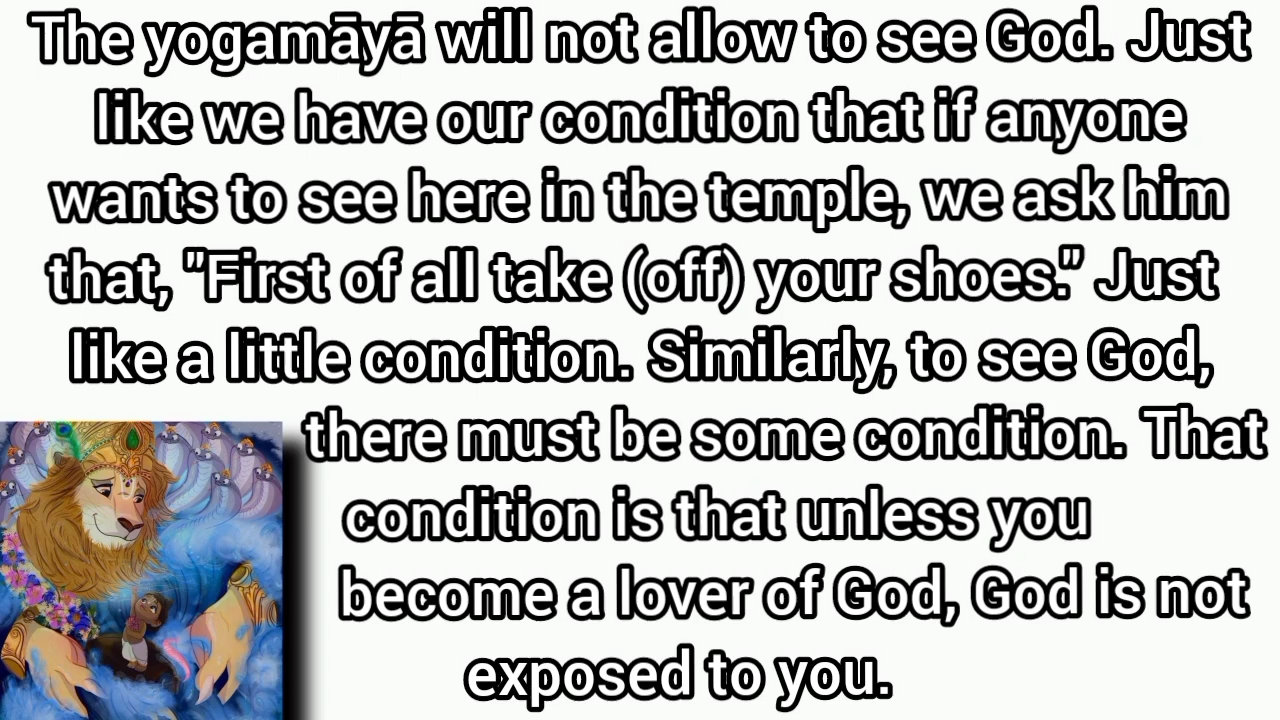 The yogamāyā will not allow to see God. Just
like we have our condition that if anyone
wants to see here in the temple, we ask him
that, "First of all take (off) your shoes." Just
like a little condition. Similarly, to see God,
there must be some condition. That
condition is that unless you
become a lover of God, God is not
exposed to you.